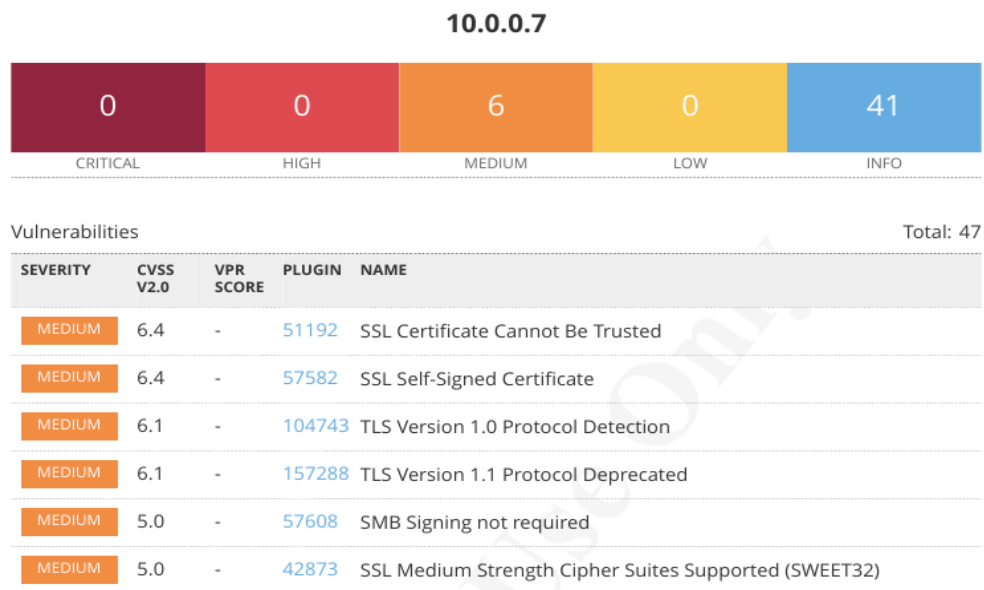 10.0.0.7
0 0 6 0 41
CRITICAL HIGH MEDIUM LOW INFO
Vulnerabilities Total: 47
SEVERITY CVSS V2.0 VPR SCORE PLUGIN NAME
MEDIUM 6.4 - 51192 SSL Certificate Cannot Be Trusted
MEDIUM 6.4 - 57582 SSL Self-Signed Certificate
MEDIUM 6.1 - 104743 TLS Version 1.0 Protocol Detection
MEDIUM 6.1 - 157288 TLS Version 1.1 Protocol Deprecated
MEDIUM 5.0 - 57608 SMB Signing not required
MEDIUM 5.0 - 42873 SSL Medium Strength Cipher Suites Supported (SWEET32)
Use Only